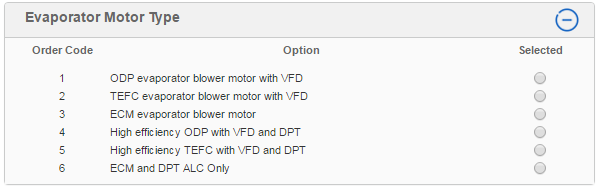 Evaporator Motor Type
Order Code Option Selected
1 ODP evaporator blower motor with VFD
2 TEFC evaporator blower motor with VFD
3 ECM evaporator blower motor
4 High efficiency ODP with VFD and DPT
5 High efficiency TEFC with VFD and DPT
6 ECM and DPT ALC Only